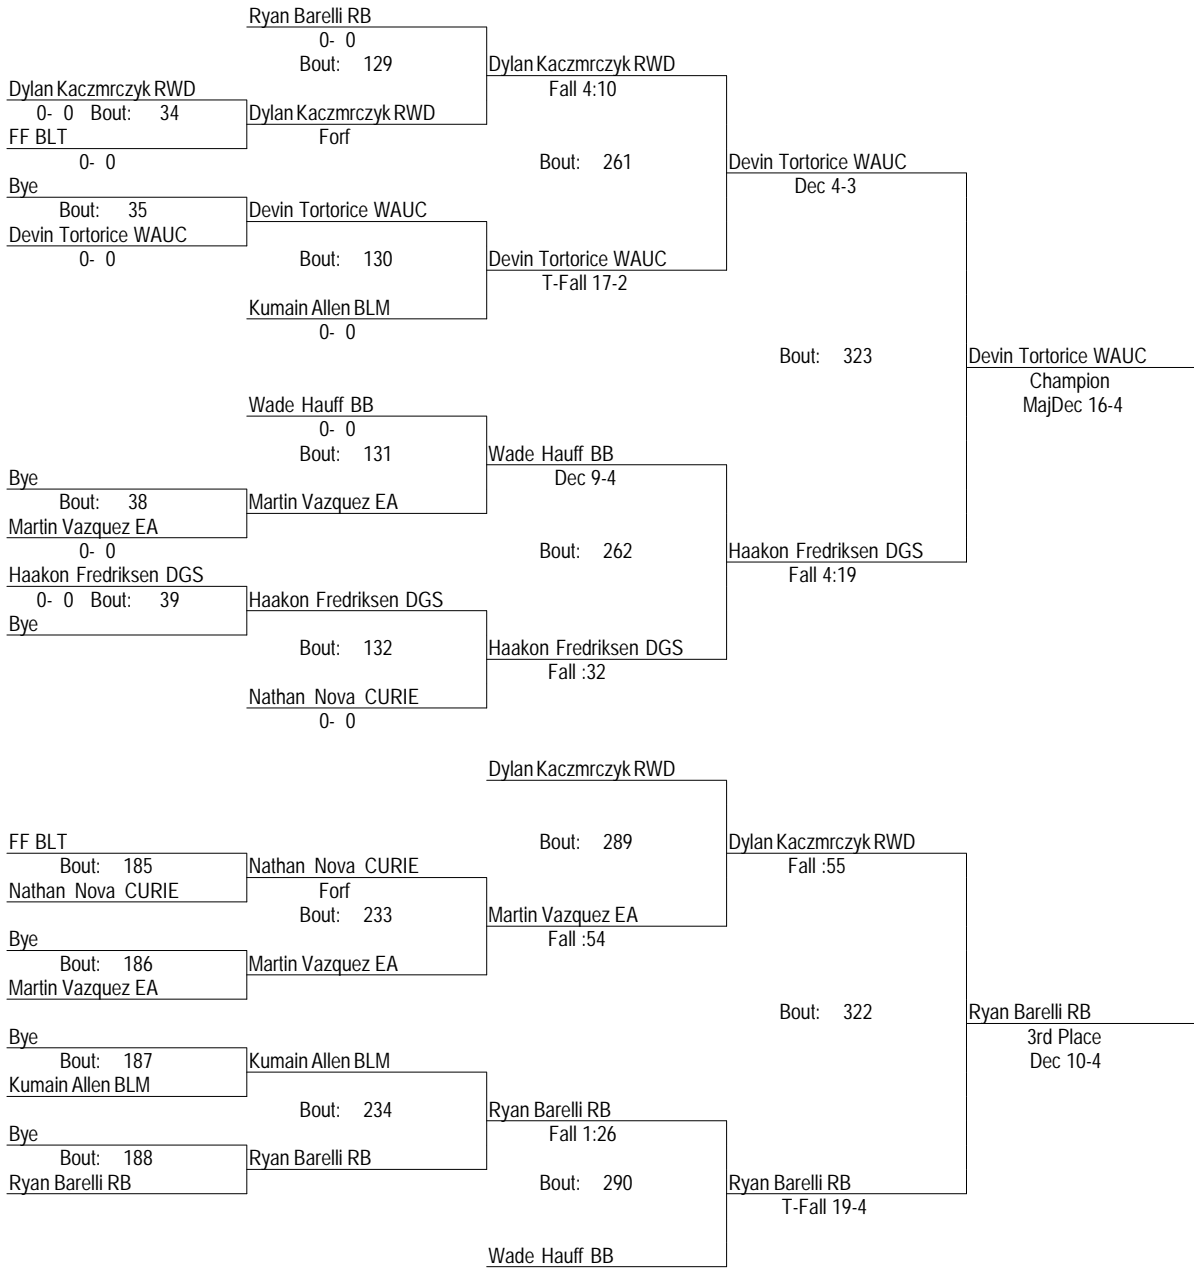 Ryan Barelli RB
0- 0
Bout: 129
Dylan Kaczmrczyk RWD
Fall 4:10
Dylan Kaczmrczyk RWD
0- 0 Bout: 34
Dylan Kaczmrczyk RWD
Forf
FF BLT
0- 0
Bout: 261
Devin Tortorice WAUC
Dec 4-3
Bye
Bout: 35
Devin Tortorice WAUC
Devin Tortorice WAUC
0- 0
Bout: 130
Devin Tortorice WAUC
T-Fall 17-2
Kumain Allen BLM
0- 0
Bout: 323
Devin Tortorice WAUC
Champion
MajDec 16-4
Wade Hauff BB
0- 0
Bout: 131
Wade Hauff BB
Dec 9-4
Bye
Bout: 38
Martin Vazquez EA
Martin Vazquez EA
0- 0
Bout: 262
Haakon Fredriksen DGS
Fall 4:19
Haakon Fredriksen DGS
0- 0 Bout: 39
Haakon Fredriksen DGS
Bye
Bout: 132
Haakon Fredriksen DGS
Fall :32
Nathan Nova CURIE
0- 0
Dylan Kaczmrczyk RWD
Bout: 289
Dylan Kaczmrczyk RWD
Fall :55
FF BLT
Bout: 185
Nathan Nova CURIE
Nathan Nova CURIE
Forf
Bout: 233
Martin Vazquez EA
Fall :54
Bye
Bout: 186
Martin Vazquez EA
Martin Vazquez EA
Bout: 322
Ryan Barelli RB
3rd Place
Dec 10-4
Bye
Bout: 187
Kumain Allen BLM
Kumain Allen BLM
Bout: 234
Ryan Barelli RB
Fall 1:26
Bye
Bout: 188
Ryan Barelli RB
Ryan Barelli RB
Bout: 290
Ryan Barelli RB
T-Fall 19-4
Wade Hauff BB